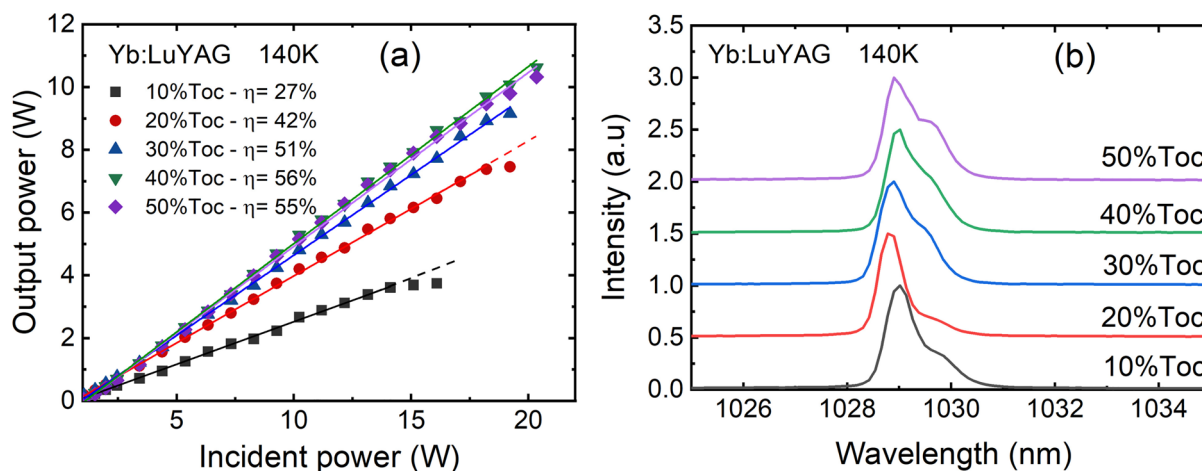 Yb:LuYAG 140K (a)
10%Toc - η = 27%
20%Toc - η = 42%
30%Toc - η = 51%
40%Toc - η = 56%
50%Toc - η = 55%
Output power (W)
12
10
8
6
4
2
0
5 10 15 20
Incident power (W)
Yb:LuYAG 140K (b)
50%Toc
40%Toc
30%Toc
20%Toc
10%Toc
Intensity (a.u)
3.5
3.0
2.5
2.0
1.5
1.0
0.5
0.0
1026 1028 1030 1032 1034
Wavelength (nm)